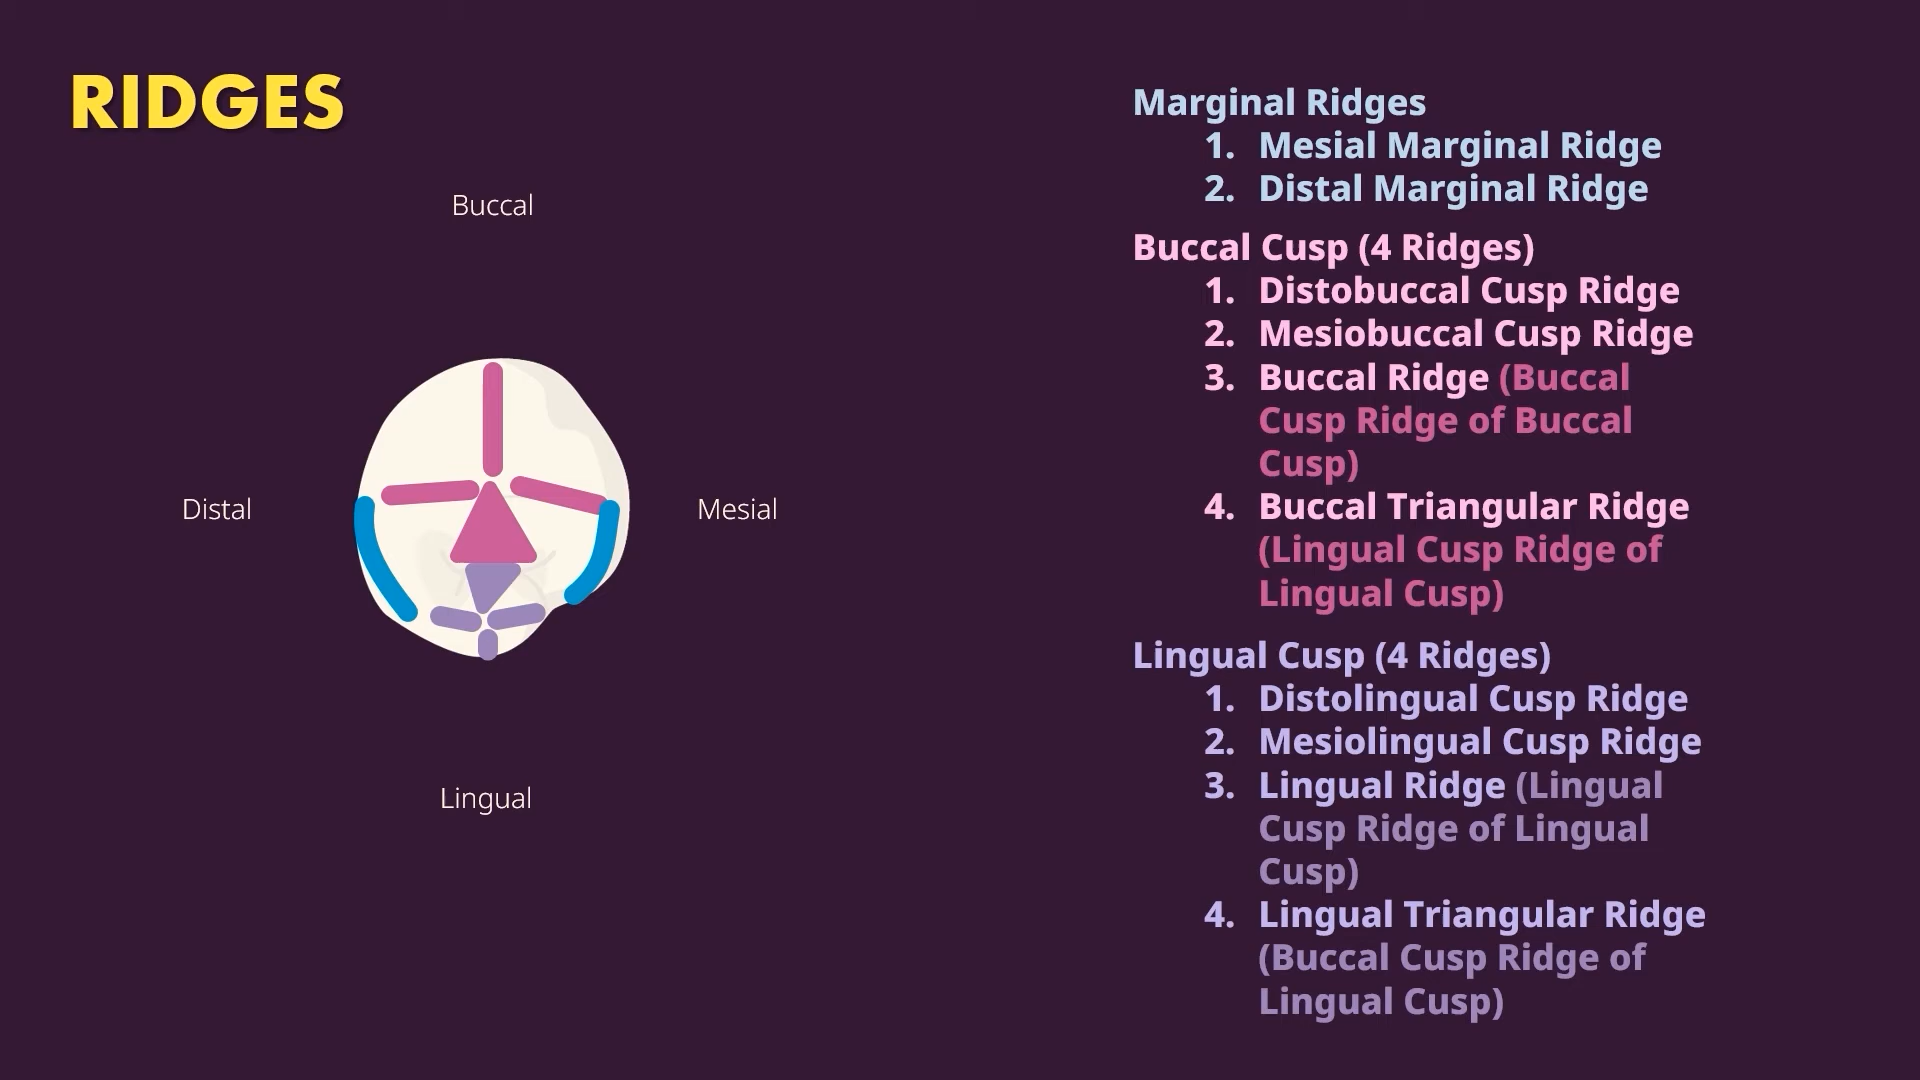 RIDGES
Buccal
Distal
Mesial
Lingual
Marginal Ridges
1. Mesial Marginal Ridge
2. Distal Marginal Ridge
Buccal Cusp (4 Ridges)
1. Distobuccal Cusp Ridge
2. Mesiobuccal Cusp Ridge
3. Buccal Ridge (Buccal
Cusp Ridge of Buccal
Cusp)
4. Buccal Triangular Ridge
(Lingual Cusp Ridge of
Lingual Cusp)
Lingual Cusp (4 Ridges)
1. Distolingual Cusp Ridge
2. Mesiolingual Cusp Ridge
3. Lingual Ridge (Lingual
Cusp Ridge of Lingual
Cusp)
4. Lingual Triangular Ridge
(Buccal Cusp Ridge of
Lingual Cusp)